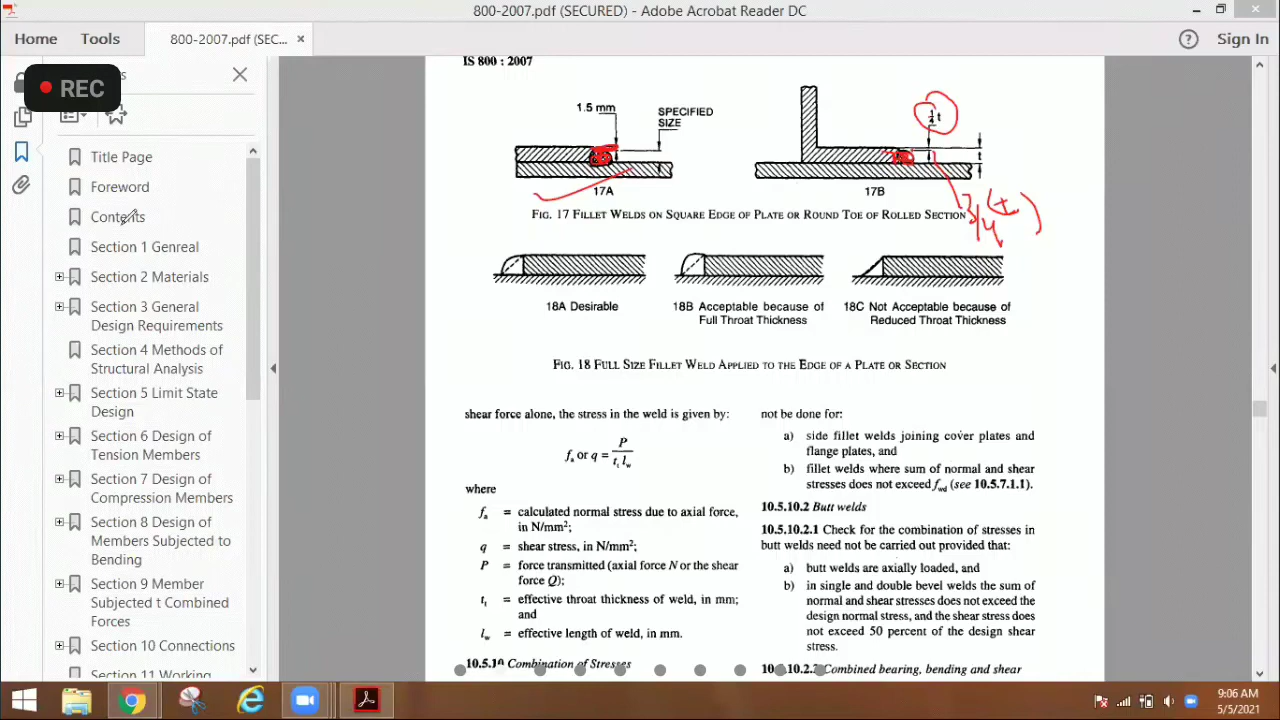 800-2007.pdf (SECURED) - Adobe Acrobat Reader DC
Home
Tools
800-2007.pdf (SEC...
Sign In
REC
Title Page
Foreword
Contents
Section 1 Genreal
Section 2 Materials
Section 3 General
Design Requirements
Section 4 Methods of
Structural Analysis
Section 5 Limit State
Design
Section 6 Design of
Tension Members
Section 7 Design of
Compression Members
Section 8 Design of
Members Subjected to
Bending
Section 9 Member
Subjected t Combined
Forces
Section 10 Connections
Section 11 Working
IS 800 : 2007
1.5 mm
SPECIFIED
SIZE
17A
1/4 t
t
17B
3/4 (t)
FIG. 17 FILLET WELDS ON SQUARE EDGE OF PLATE OR ROUND TOE OF ROLLED SECTION
18A Desirable
18B Acceptable because of
Full Throat Thickness
18C Not Acceptable because of
Reduced Throat Thickness
FIG. 18 FULL SIZE FILLET WELD APPLIED TO THE EDGE OF A PLATE OR SECTION
shear force alone, the stress in the weld is given by:
fa or q = P / tt lw
where
fa = calculated normal stress due to axial force,
in N/mm²;
q = shear stress, in N/mm²;
P = force transmitted (axial force N or the shear
force Q);
tt = effective throat thickness of weld, in mm;
and
lw = effective length of weld, in mm.
10.5.10 Combination of Stresses
not be done for:
a) side fillet welds joining cover plates and
flange plates, and
b) fillet welds where sum of normal and shear
stresses does not exceed fwd (see 10.5.7.1.1).
10.5.10.2 Butt welds
10.5.10.2.1 Check for the combination of stresses in
butt welds need not be carried out provided that:
a) butt welds are axially loaded, and
b) in single and double bevel welds the sum of
normal and shear stresses does not exceed the
design normal stress, and the shear stress does
not exceed 50 percent of the design shear
stress.
10.5.10.2.2 Combined bearing, bending and shear
9:06 AM
5/5/2021